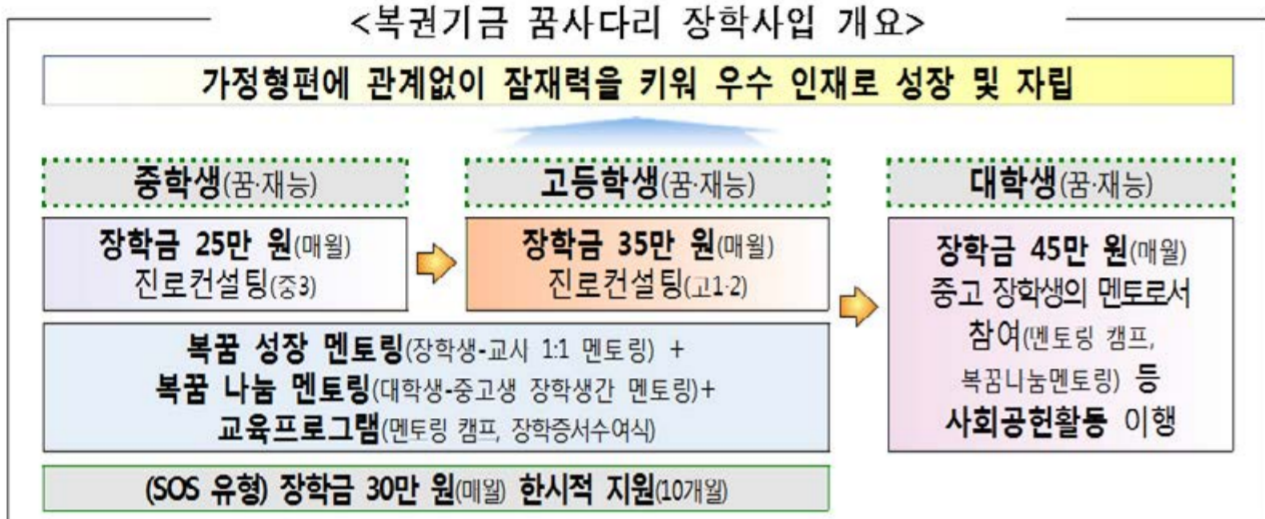 <복권기금 꿈사다리 장학사입 개요>
가정형편에 관계없이 잠재력을 키워 우수 인재로 성장 및 자립
중학생(꿈·재능)
장학금 25만 원(매월)
진로컨설팅(중3)
고등학생(꿈·재능)
장학금 35만 원(매월)
진로컨설팅(고1·2)
대학생(꿈·재능)
장학금 45만 원(매월)
중고 장학생의 멘토로서
참여(멘토링 캠프,
복꿈나눔멘토링) 등
사회공헌활동 이행
복꿈 성장 멘토링(장학생-교사 1:1 멘토링) +
복꿈 나눔 멘토링(대학생-중고생 장학생간 멘토링)+
교육프로그램(멘토링 캠프, 장학증서수여식)
(SOS 유형) 장학금 30만 원(매월) 한시적 지원(10개월)